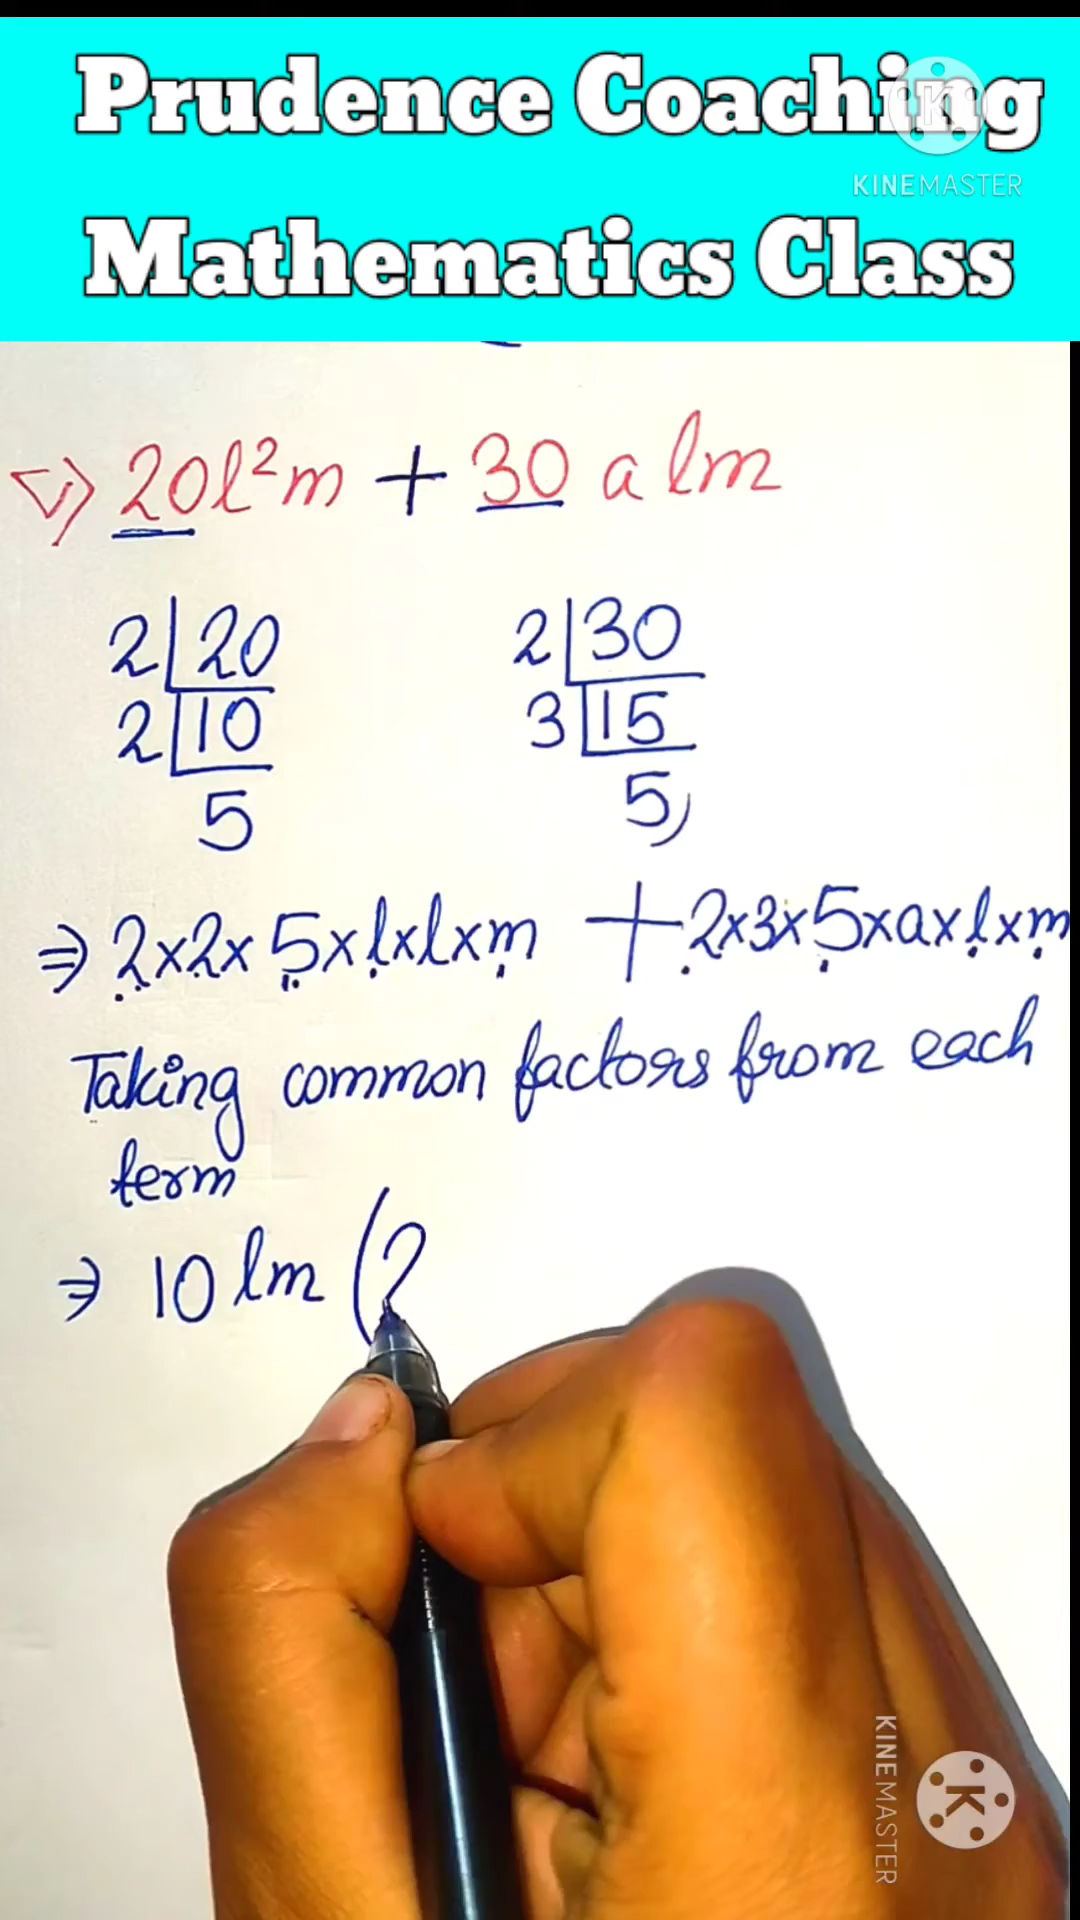 Prudence Coaching
KINEMASTER
Mathematics Class
v) 20l²m + 30 a lm
2 | 20    2 | 30
2 | 10    3 | 15
5    5,
⇒ 2×2×5×l×l×m + 2×3×5×a×l×m
Taking common factors from each
term
⇒ 10 lm (2
KINEMASTER